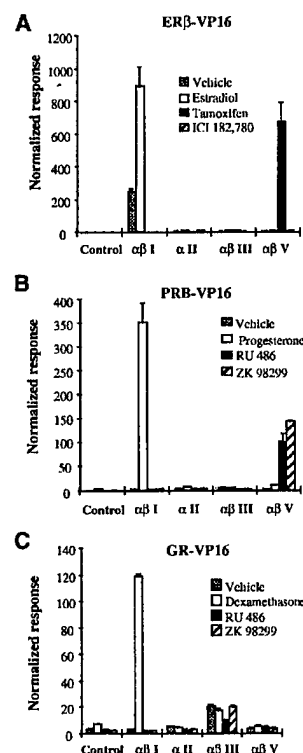 A
ERβ-VP16
Normalized response
1200
1000
800
600
400
200
0
Vehicle
Estradiol
Tamoxifen
ICI 182,780
Control αβ I α II αβ III αβ V
B
PRB-VP16
Normalized response
400
350
300
250
200
150
100
50
0
Vehicle
Progesterone
RU 486
ZK 98299
Control αβ I α II αβ III αβ V
C
GR-VP16
Normalized response
140
120
100
80
60
40
20
0
Vehicle
Dexamethasone
RU 486
ZK 98299
Control αβ I α II αβ III αβ V